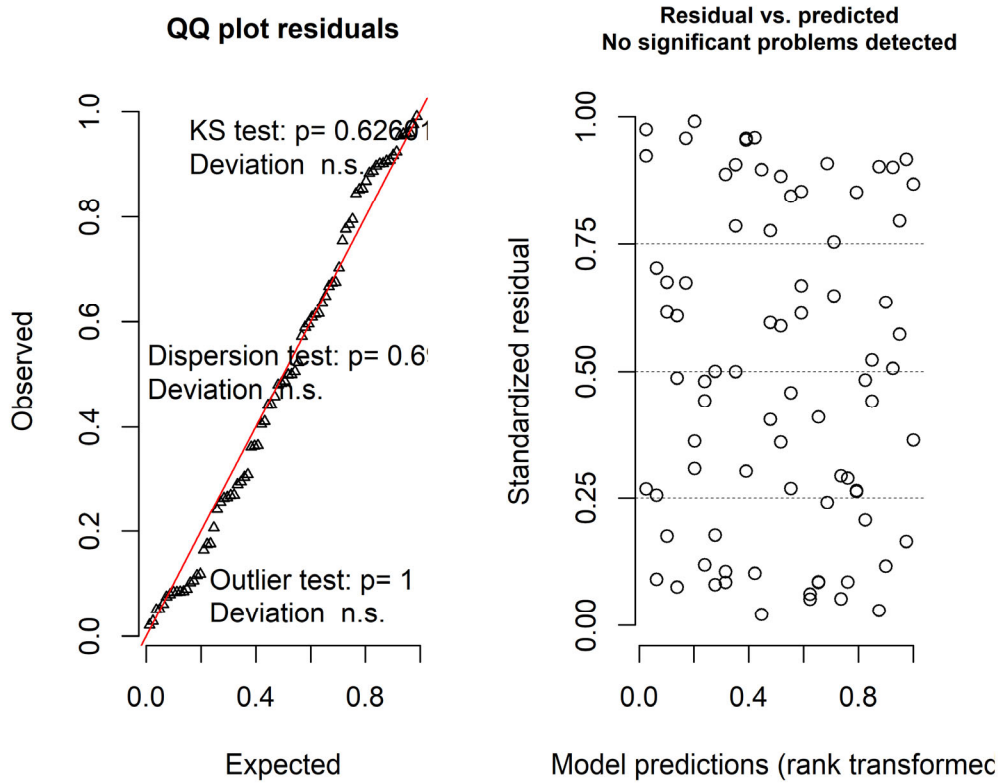 QQ plot residuals
KS test: p= 0.626
Deviation n.s.
Dispersion test: p= 0.6
Deviation n.s.
Outlier test: p= 1
Deviation n.s.
Observed
0.0 0.2 0.4 0.6 0.8 1.0
0.0 0.4 0.8
Expected
Residual vs. predicted
No significant problems detected
Standardized residual
0.00 0.25 0.50 0.75 1.00
0.0 0.4 0.8
Model predictions (rank transformed